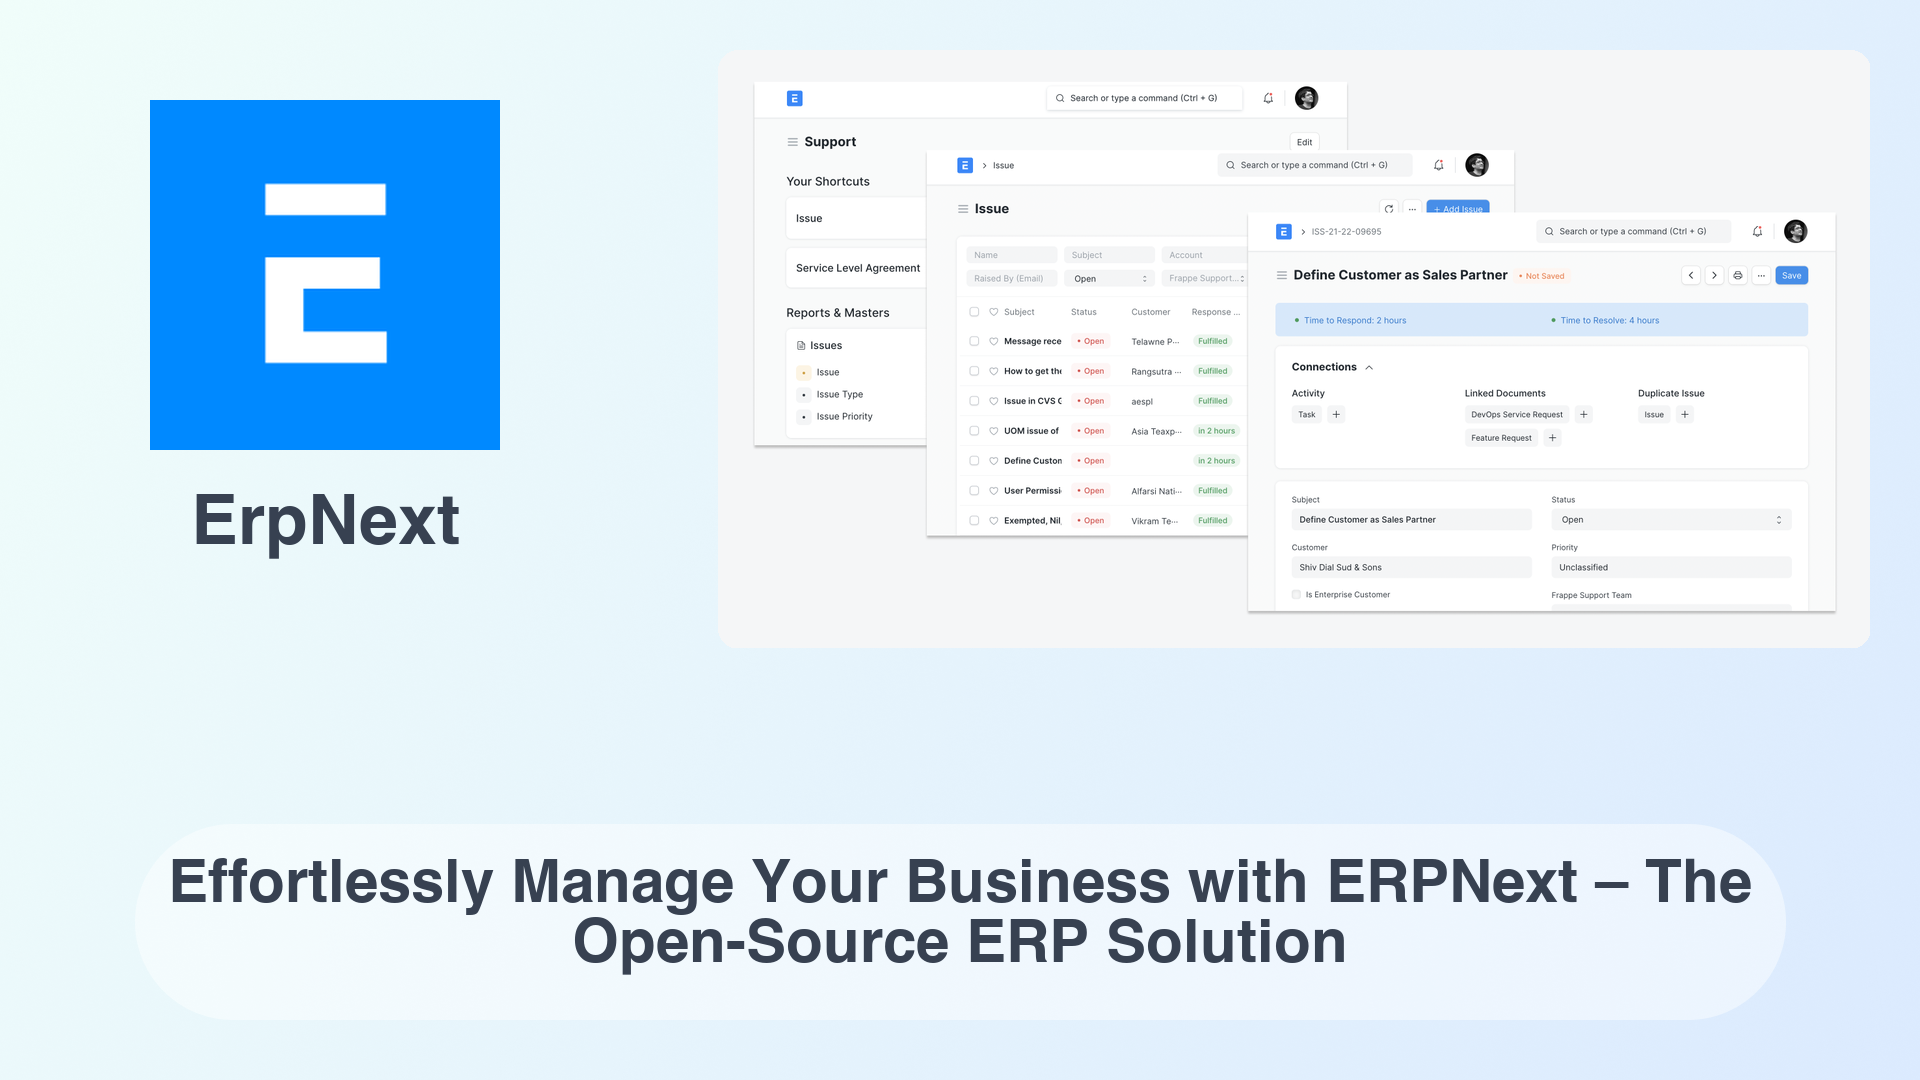 ErpNext
Search or type a command (Ctrl + G)
Support
Edit
Your Shortcuts
Issue
Service Level Agreement
Reports & Masters
Issues
Issue
Issue Type
Issue Priority
Issue
Search or type a command (Ctrl + G)
Issue
+ Add Issue
Name Subject Account
Raised By (Email) Open Frappe Support...
Subject Status Customer Response ...
Message rece Open Telawne P... Fulfilled
How to get the Open Rangsutra ... Fulfilled
Issue in CVS Open aespl Fulfilled
UOM issue of Open Asia Teaxp... in 2 hours
Define Custon Open in 2 hours
User Permissi Open Alfarsi Nati... Fulfilled
Exempted, Nil, Open Vikram Te... Fulfilled
ISS-21-22-09695
Search or type a command (Ctrl + G)
Define Customer as Sales Partner • Not Saved
Save
Time to Respond: 2 hours Time to Resolve: 4 hours
Connections
Activity Linked Documents Duplicate Issue
Task + DevOps Service Request + Issue +
Feature Request +
Subject Status
Define Customer as Sales Partner Open
Customer Priority
Shiv Dial Sud & Sons Unclassified
Is Enterprise Customer Frappe Support Team
Effortlessly Manage Your Business with ERPNext – The
Open-Source ERP Solution